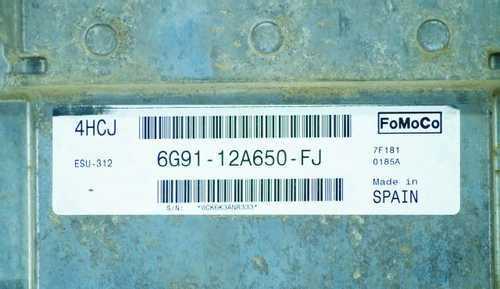 4HCJ
FoMoCo
ESU-312
6G91-12A650-FJ
7F181
0185A
Made in
SPAIN
S/N: